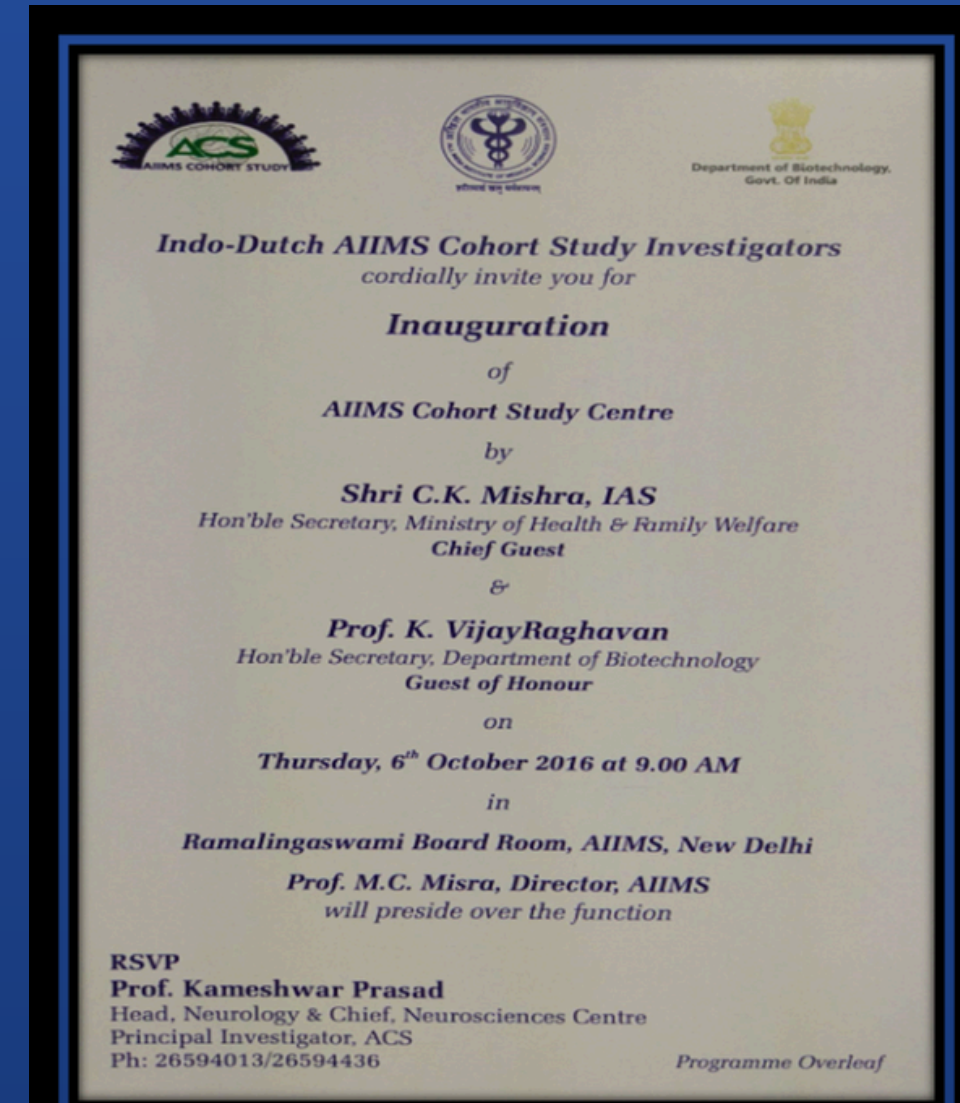 ACS
AIIMS COHORT STUDY
Department of Biotechnology,
Govt. Of India
Indo-Dutch AIIMS Cohort Study Investigators
cordially invite you for
Inauguration
of
AIIMS Cohort Study Centre
by
Shri C.K. Mishra, IAS
Hon'ble Secretary, Ministry of Health & Family Welfare
Chief Guest
&
Prof. K. VijayRaghavan
Hon'ble Secretary, Department of Biotechnology
Guest of Honour
on
Thursday, 6th October 2016 at 9.00 AM
in
Ramalingaswami Board Room, AIIMS, New Delhi
Prof. M.C. Misra, Director, AIIMS
will preside over the function
RSVP
Prof. Kameshwar Prasad
Head, Neurology & Chief, Neurosciences Centre
Principal Investigator, ACS
Ph: 26594013/26594436
Programme Overleaf